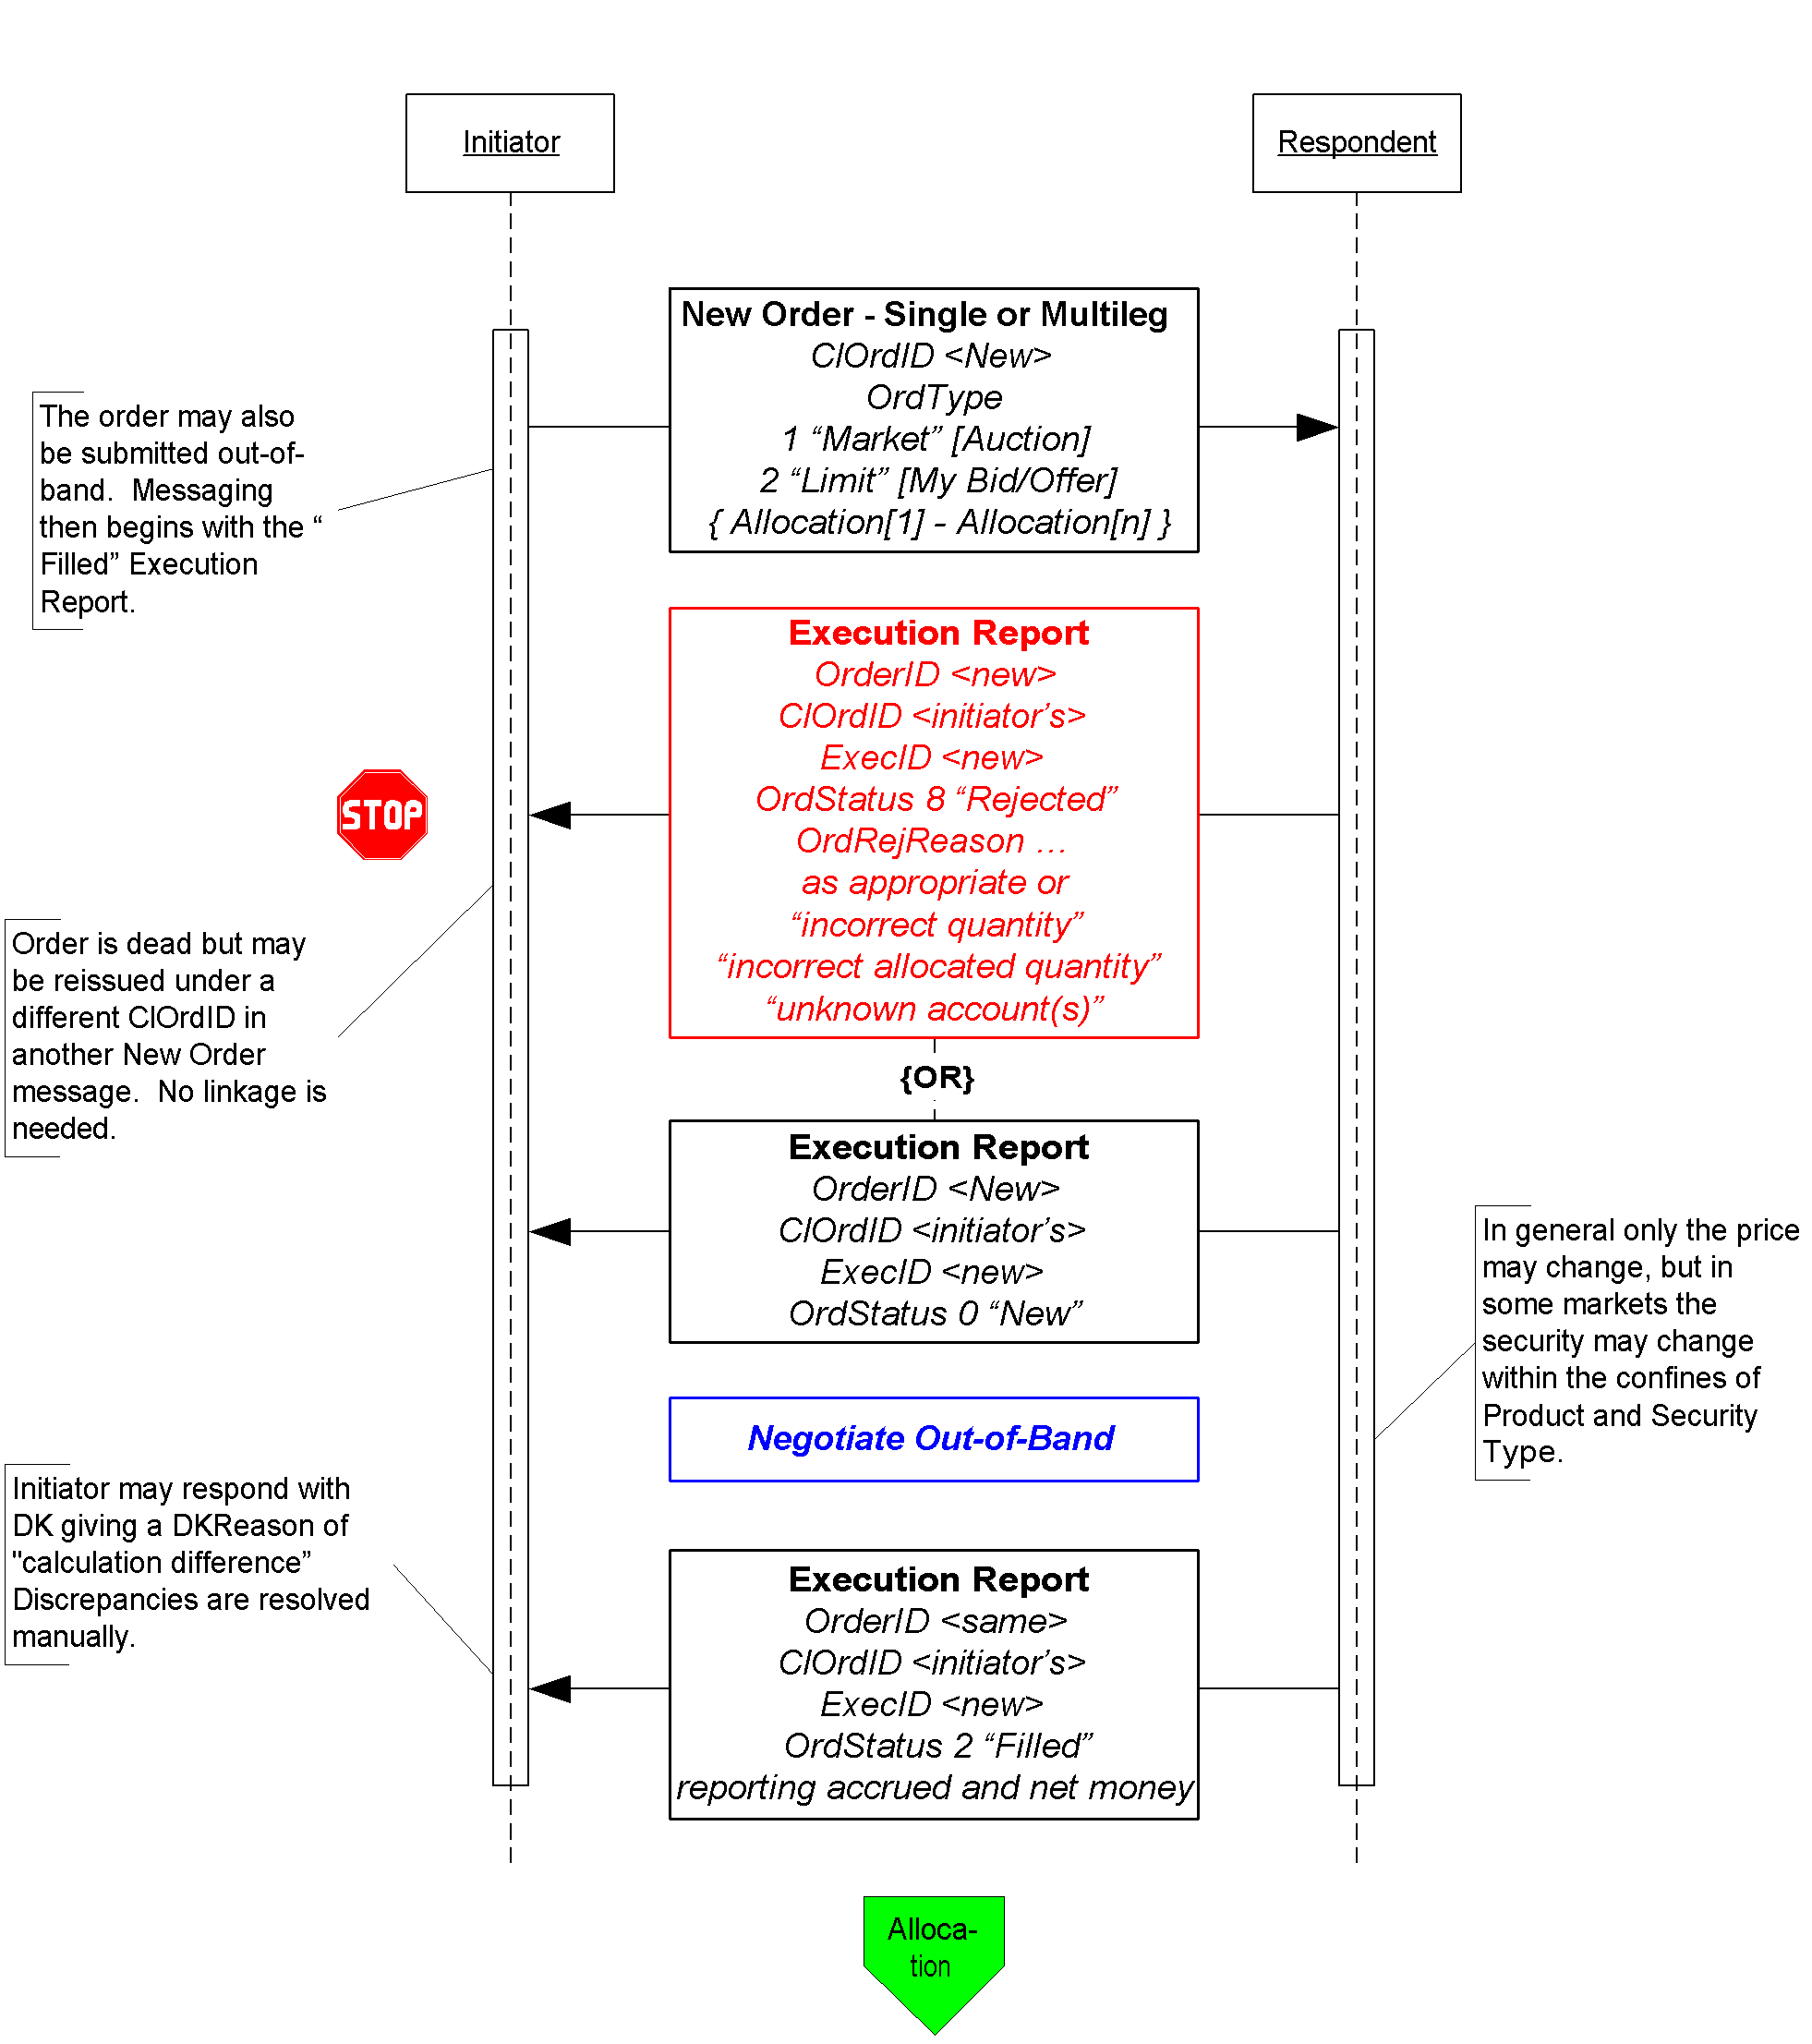 Initiator
Respondent
New Order - Single or Multileg
ClOrdID <New>
OrdType
1 “Market” [Auction]
2 “Limit” [My Bid/Offer]
{ Allocation[1] - Allocation[n] }
The order may also
be submitted out-of-
band.  Messaging
then begins with the “
Filled” Execution
Report.
Execution Report
OrderID <new>
ClOrdID <initiator’s>
ExecID <new>
OrdStatus 8 “Rejected”
OrdRejReason …
as appropriate or
“incorrect quantity”
“incorrect allocated quantity”
“unknown account(s)”
STOP
Order is dead but may
be reissued under a
different ClOrdID in
another New Order
message.  No linkage is
needed.
{OR}
Execution Report
OrderID <New>
ClOrdID <initiator’s>
ExecID <new>
OrdStatus 0 “New”
In general only the price
may change, but in
some markets the
security may change
within the confines of
Product and Security
Type.
Negotiate Out-of-Band
Initiator may respond with
DK giving a DKReason of
"calculation difference”
Discrepancies are resolved
manually.
Execution Report
OrderID <same>
ClOrdID <initiator’s>
ExecID <new>
OrdStatus 2 “Filled”
reporting accrued and net money
Alloca-
tion